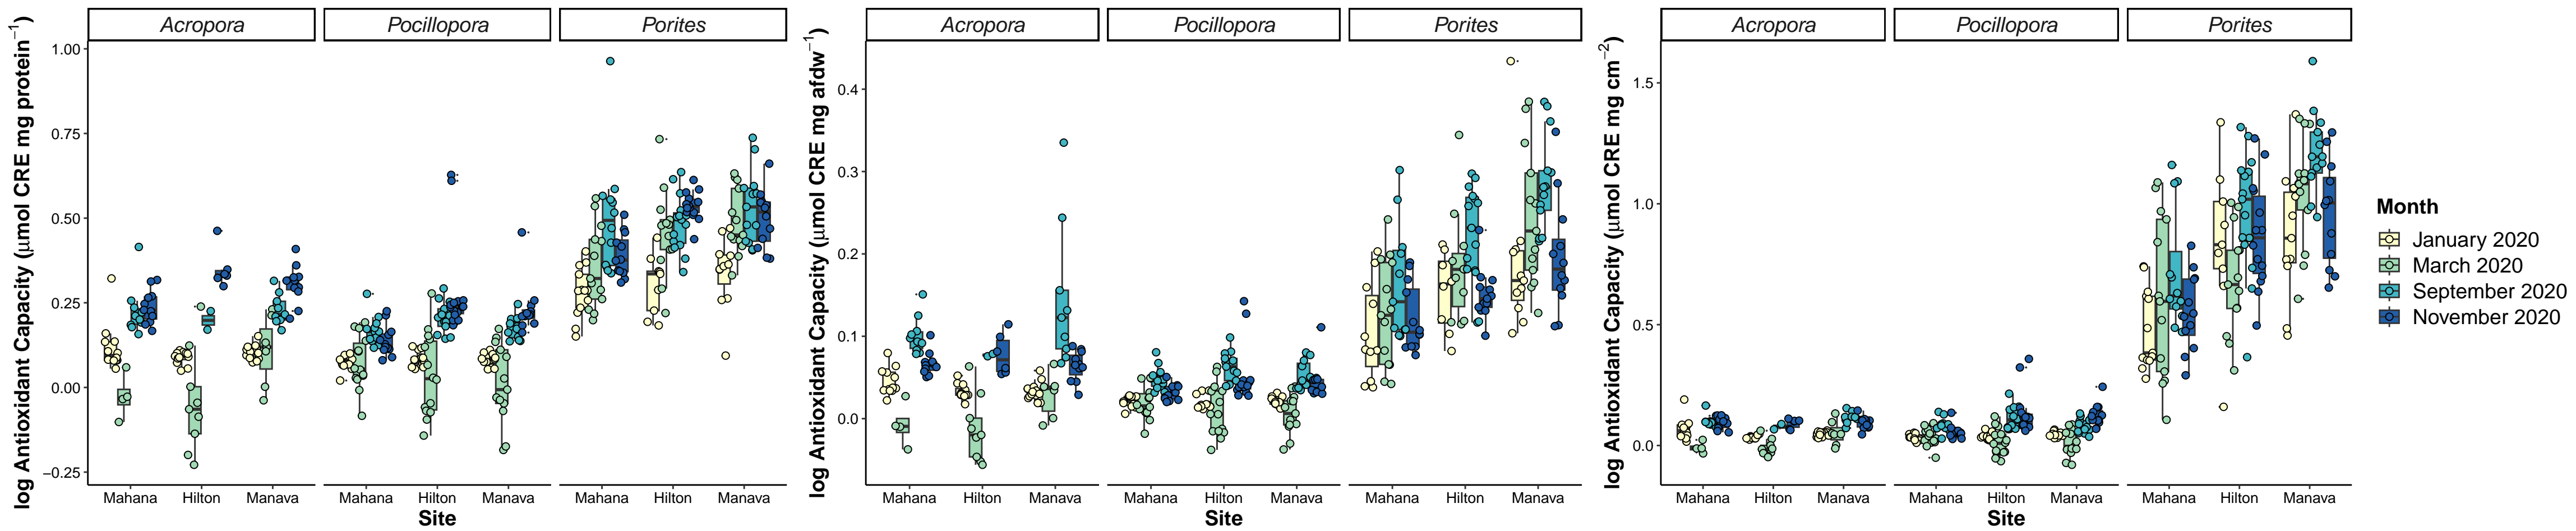 Acropora Pocillopora Porites
log Antioxidant Capacity (μmol CRE mg protein⁻¹)
1.00
0.75
0.50
0.25
0.00
−0.25
Mahana Hilton Manava Mahana Hilton Manava Mahana Hilton Manava
Site
Acropora Pocillopora Porites
log Antioxidant Capacity (μmol CRE mg afdw⁻¹)
0.4
0.3
0.2
0.1
0.0
Mahana Hilton Manava Mahana Hilton Manava Mahana Hilton Manava
Site
Acropora Pocillopora Porites
log Antioxidant Capacity (μmol CRE mg cm⁻²)
1.5
1.0
0.5
0.0
Mahana Hilton Manava Mahana Hilton Manava Mahana Hilton Manava
Site
Month
January 2020
March 2020
September 2020
November 2020